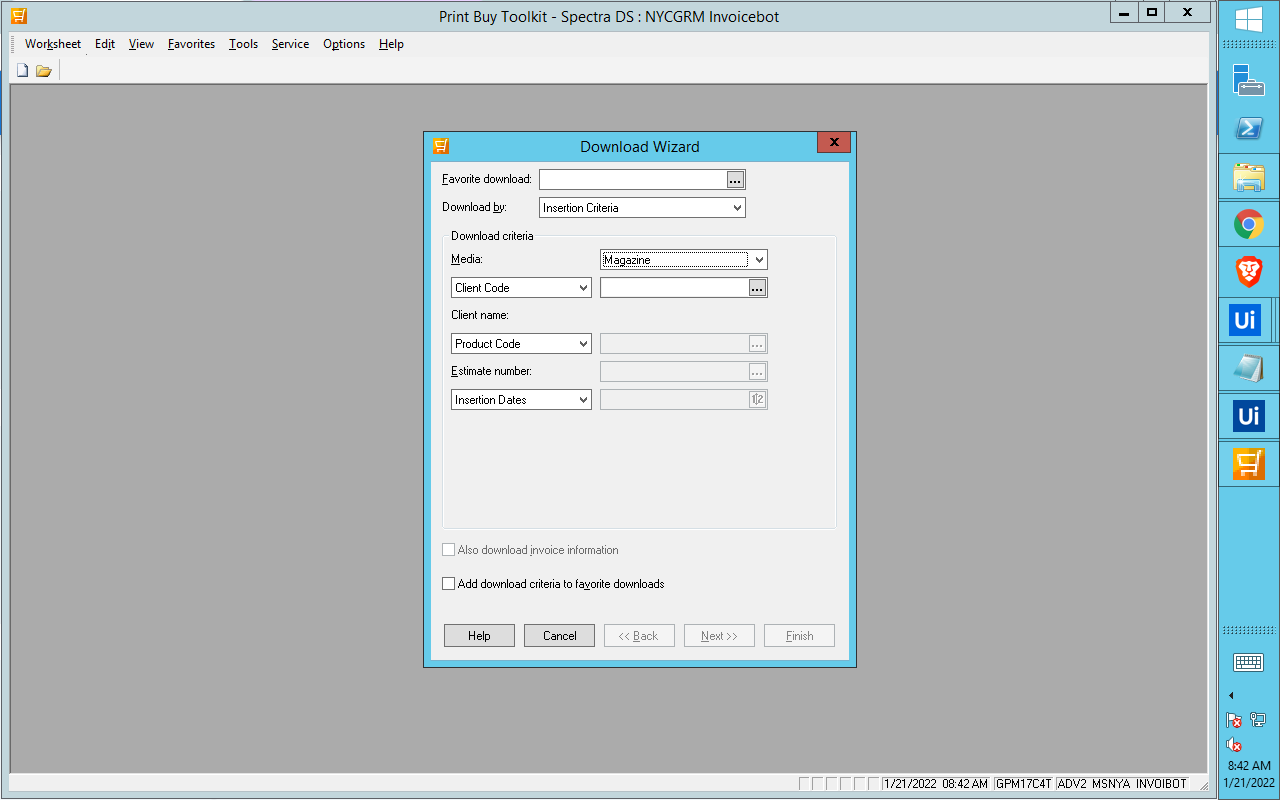 Print Buy Toolkit - Spectra DS : NYCGRM Invoicebot
Worksheet Edit View Favorites Tools Service Options Help
Download Wizard
Favorite download:
Download by: Insertion Criteria
Download criteria
Media: Magazine
Client Code
Client name:
Product Code
Estimate number:
Insertion Dates
Also download invoice information
Add download criteria to favorite downloads
Help Cancel << Back Next >> Finish
1/21/2022 08:42 AM GPM17C4T ADV2 MSNYA INVOIBOT
Ui
Ui
8:42 AM
1/21/2022